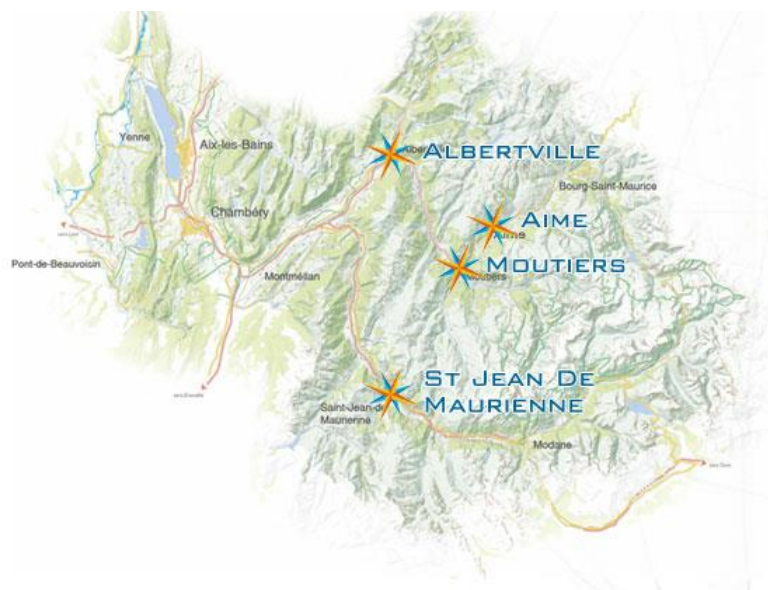 Yenne
Aix-les-Bains
ALBERTVILLE
Bourg-Saint-Maurice
Chambéry
AIME
Aime
Pont-de-Beauvoisin
Montmélian
MOUTIERS
ST JEAN DE
MAURIENNE
Saint-Jean-de
Maurienne
Modane